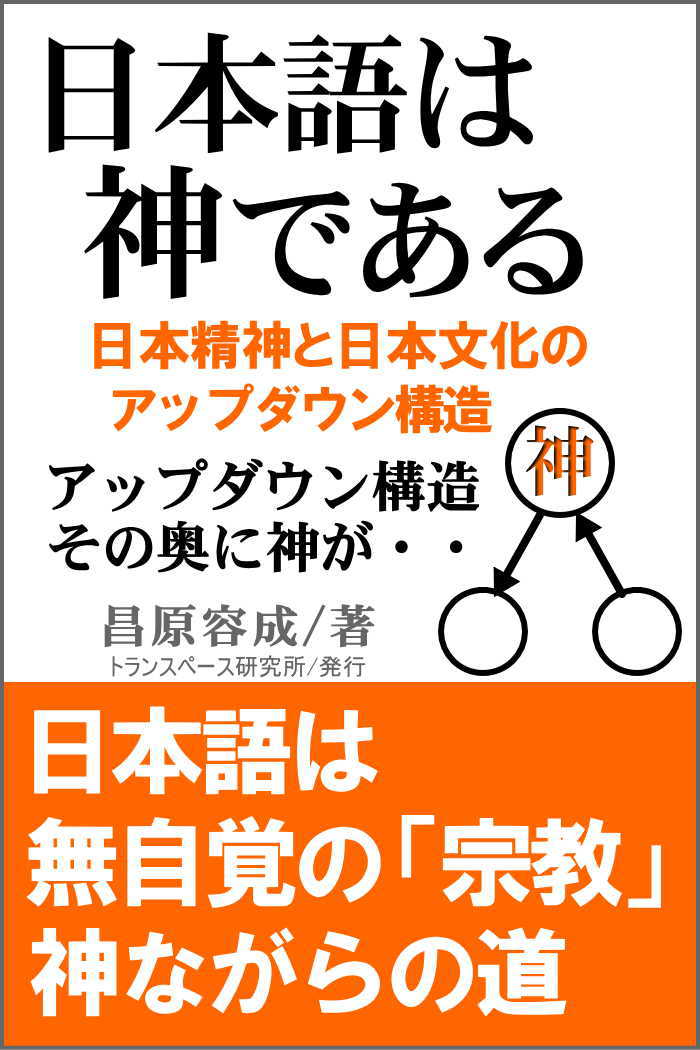 日本語は
神である
日本精神と日本文化の
アップダウン構造
神
アップダウン構造
その奥に神が・・
昌原容成/著
トランスペース研究所/発行
日本語は
無自覚の「宗教」
神ながらの道